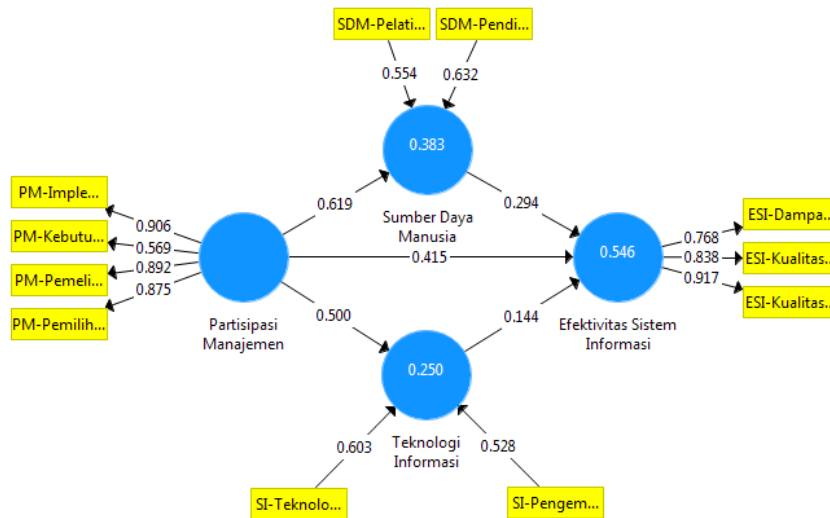 SDM-Pelati...
SDM-Pendi...
0.554
0.632
0.383
PM-Imple...
PM-Kebutu...
PM-Pemeli...
PM-Pemilih...
0.906
0.569
0.892
0.875
0.619
Sumber Daya
Manusia
0.294
0.415
0.546
ESI-Dampa...
ESI-Kualitas...
ESI-Kualitas...
0.768
0.838
0.917
Partisipasi
Manajemen
0.500
0.144
Efektivitas Sistem
Informasi
0.250
Teknologi
Informasi
0.603
0.528
SI-Teknolo...
SI-Pengem...